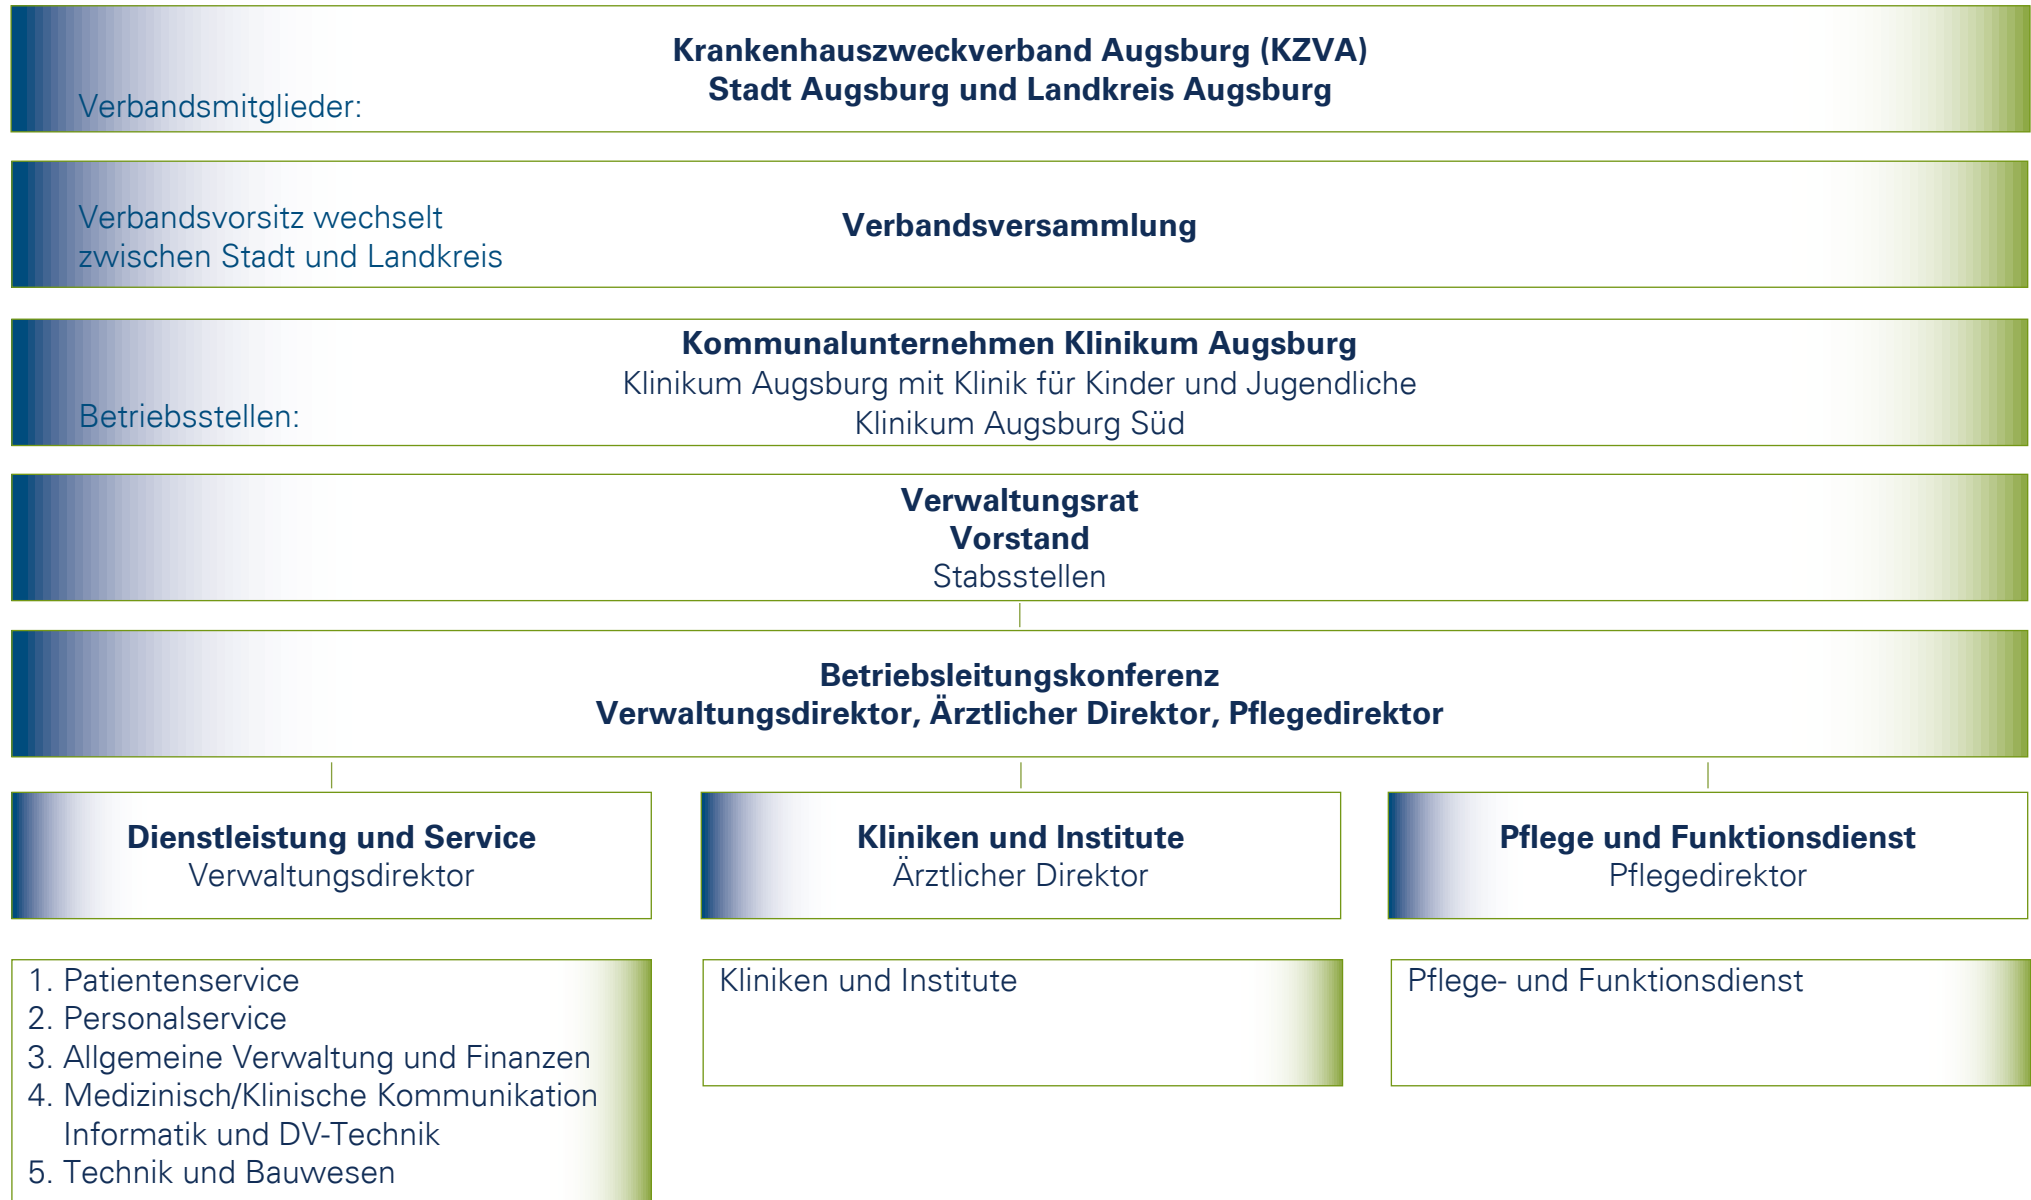 Krankenhauszweckverband Augsburg (KZVA)
Verbandsmitglieder:
Stadt Augsburg und Landkreis Augsburg
Verbandsvorsitz wechselt
zwischen Stadt und Landkreis
Verbandsversammlung
Kommunalunternehmen Klinikum Augsburg
Klinikum Augsburg mit Klinik für Kinder und Jugendliche
Betriebsstellen:
Klinikum Augsburg Süd
Verwaltungsrat
Vorstand
Stabsstellen
Betriebsleitungskonferenz
Verwaltungsdirektor, Ärztlicher Direktor, Pflegedirektor
Dienstleistung und Service
Verwaltungsdirektor
Kliniken und Institute
Ärztlicher Direktor
Pflege und Funktionsdienst
Pflegedirektor
1. Patientenservice
2. Personalservice
3. Allgemeine Verwaltung und Finanzen
4. Medizinisch/Klinische Kommunikation
Informatik und DV-Technik
5. Technik und Bauwesen
Kliniken und Institute
Pflege- und Funktionsdienst